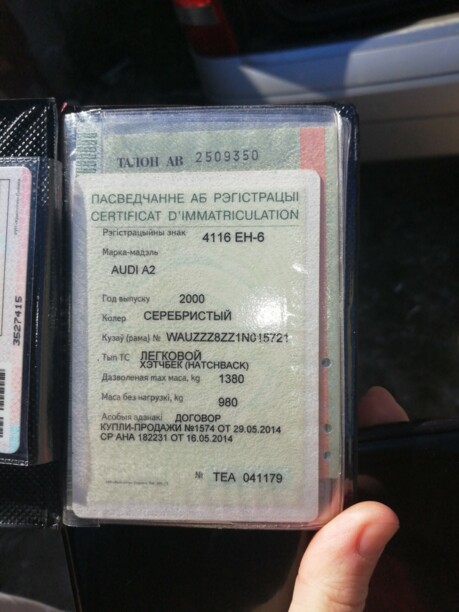 ТАЛОН АВ 2509350
ПАСВЕДЧАННЕ АБ РЭГІСТРАЦЫІ
CERTIFICAT D'IMMATRICULATION
Рэгістрацыйны знак 4116 EH-6
Марка-мадэль
AUDI A2
Год выпуску 2000
Колер СЕРЕБРИСТЫЙ
Кузаў (рама) № WAUZZZ8ZZ1N015721
Тып ТС ЛЕГКОВОЙ
ХЭТЧБЕК (HATCHBACK)
Дазволеная max маса, kg 1380
Маса без нагрузкі, kg 980
Асобыя адзнакі ДОГОВОР
КУПЛИ-ПРОДАЖИ №1574 ОТ 29.05.2014
СР АНА 182231 ОТ 16.05.2014
№ TEA 041179
3527415